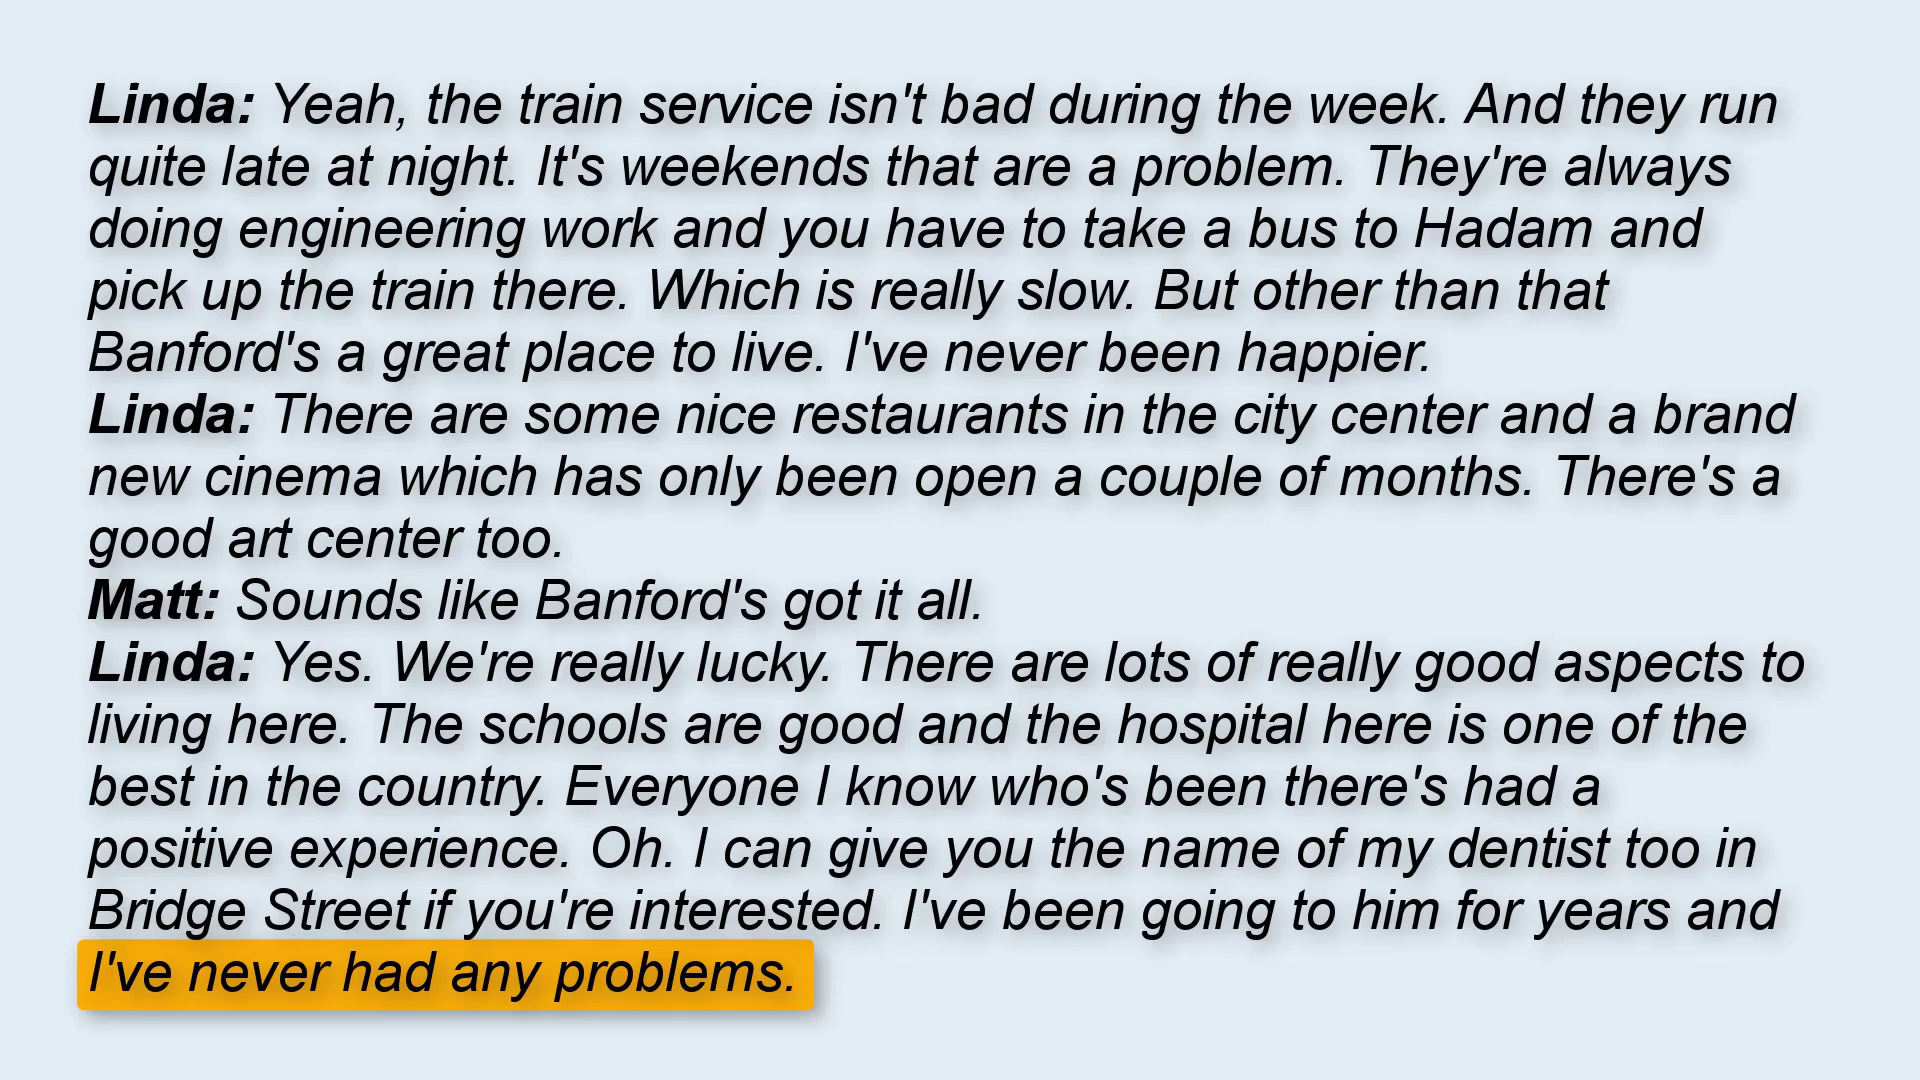 Linda: Yeah, the train service isn't bad during the week. And they run
quite late at night. It's weekends that are a problem. They're always
doing engineering work and you have to take a bus to Hadam and
pick up the train there. Which is really slow. But other than that
Banford's a great place to live. I've never been happier.
Linda: There are some nice restaurants in the city center and a brand
new cinema which has only been open a couple of months. There's a
good art center too.
Matt: Sounds like Banford's got it all.
Linda: Yes. We're really lucky. There are lots of really good aspects to
living here. The schools are good and the hospital here is one of the
best in the country. Everyone I know who's been there's had a
positive experience. Oh. I can give you the name of my dentist too in
Bridge Street if you're interested. I've been going to him for years and
I've never had any problems.